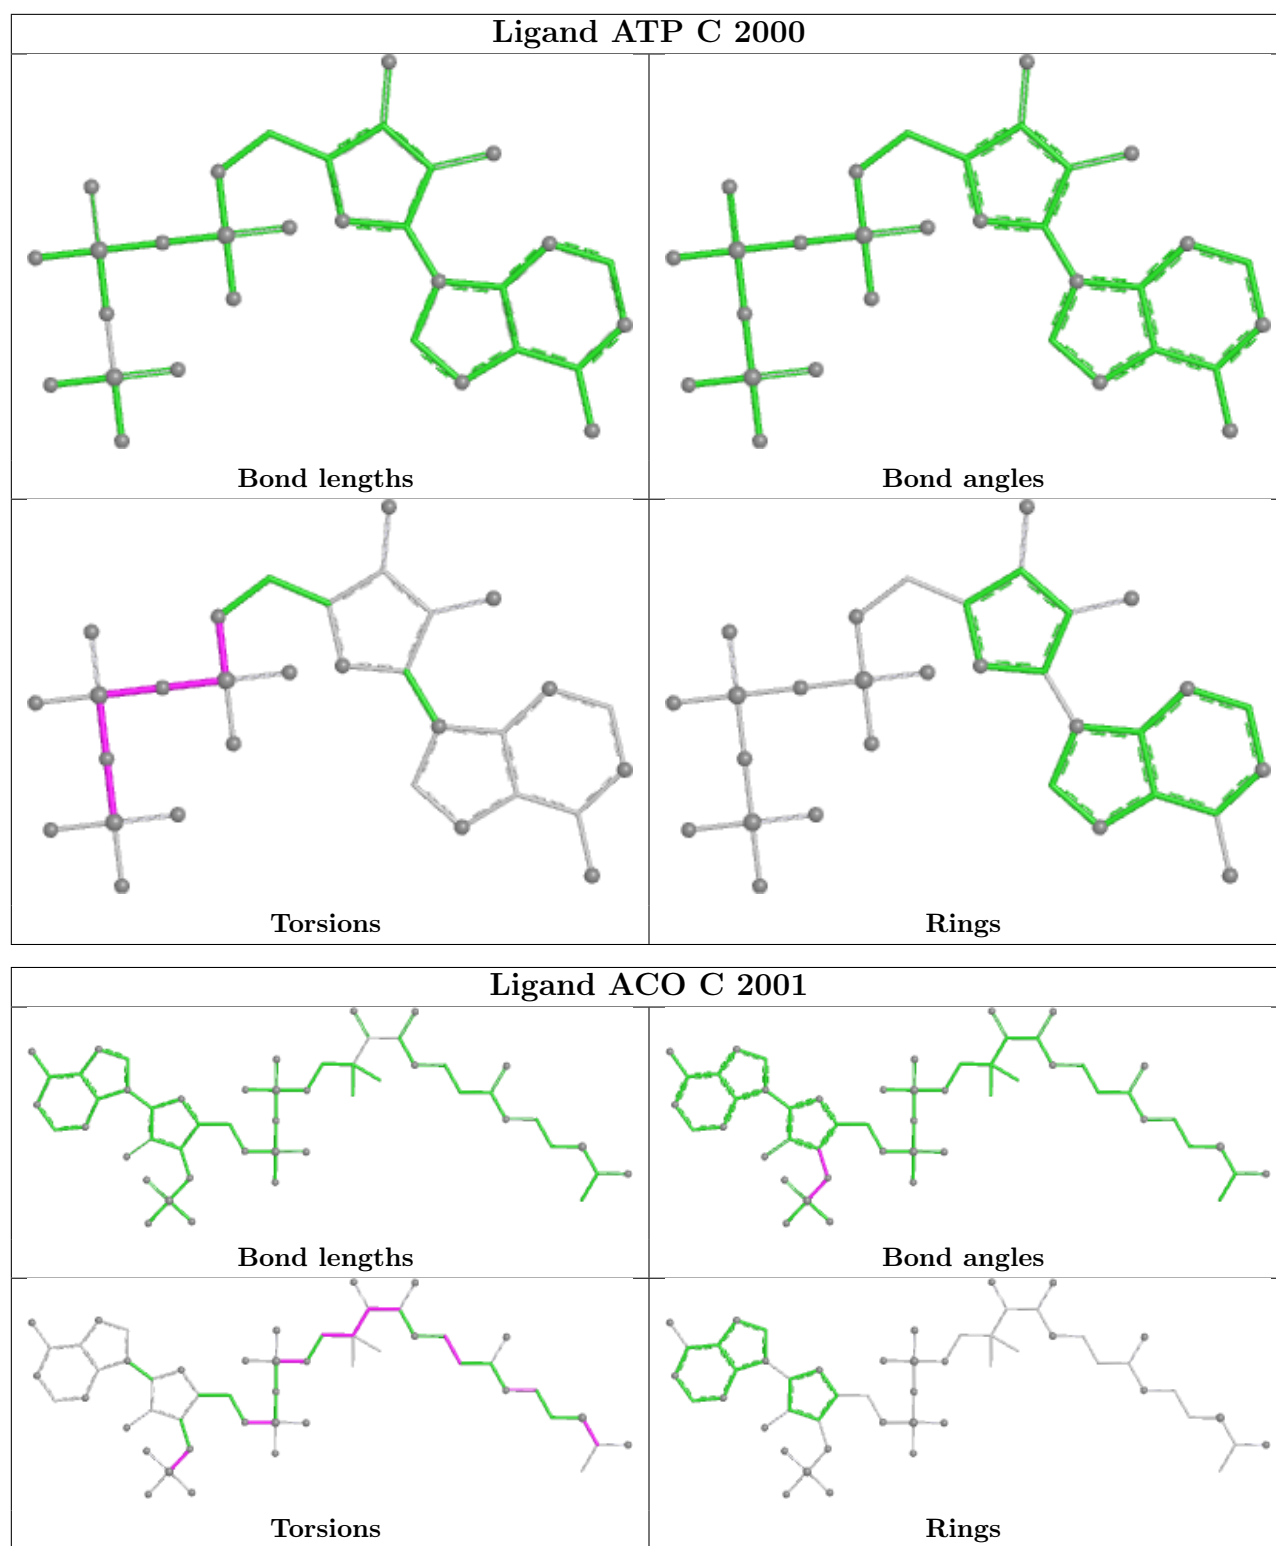 Ligand ATP C 2000
Bond lengths
Bond angles
Torsions
Rings
Ligand ACO C 2001
Bond lengths
Bond angles
Torsions
Rings